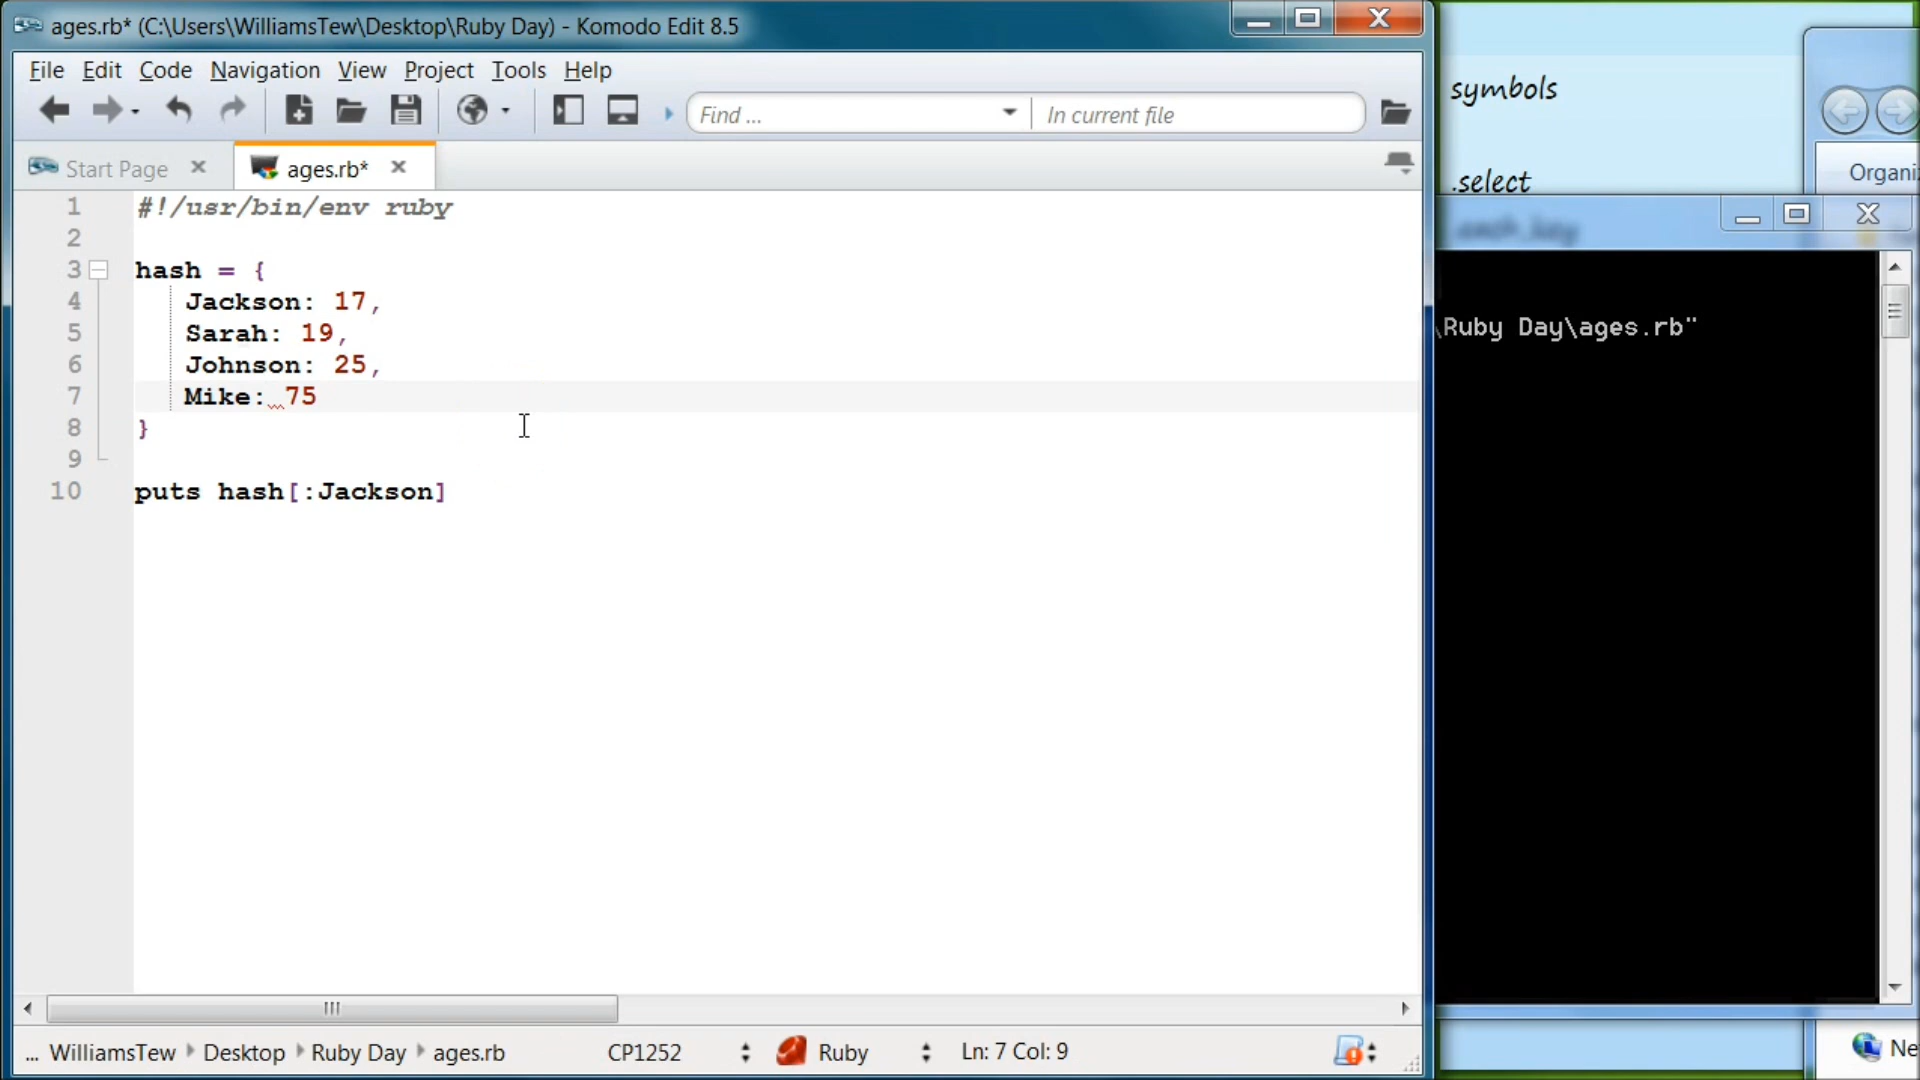 ages.rb* (C:\Users\WilliamsTew\Desktop\Ruby Day) - Komodo Edit 8.5
File Edit Code Navigation View Project Tools Help
Find ... In current file
Start Page ages.rb*
1 #!/usr/bin/env ruby
2
3 hash = {
4 Jackson: 17,
5 Sarah: 19,
6 Johnson: 25,
7 Mike: 75
8 }
9
10 puts hash[:Jackson]
... WilliamsTew Desktop Ruby Day ages.rb CP1252 Ruby Ln: 7 Col: 9
symbols
.select
.each_key
Organi
\Ruby Day\ages.rb"
Ne